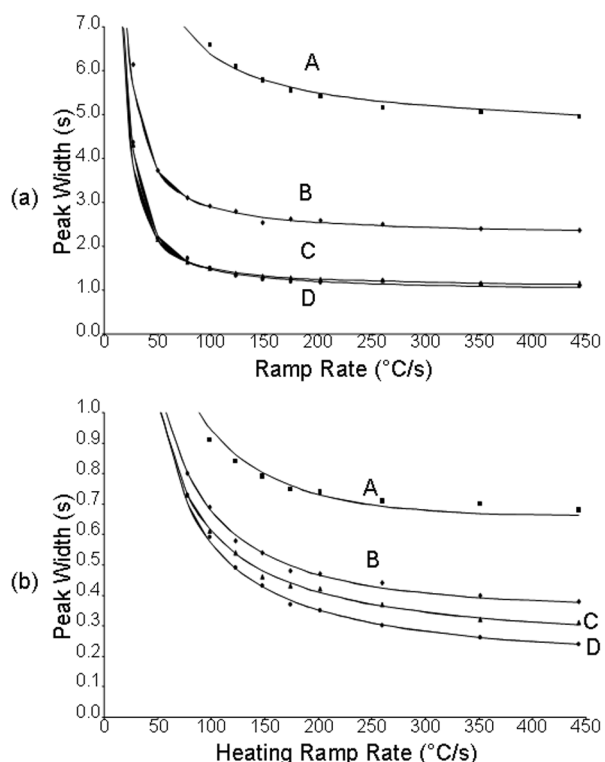 7.0
6.0
5.0
4.0
3.0
2.0
1.0
0.0
Peak Width (s)
(a)
A
B
C
D
0 50 100 150 200 250 300 350 400 450
Ramp Rate (°C/s)
1.0
0.9
0.8
0.7
0.6
0.5
0.4
0.3
0.2
0.1
0.0
Peak Width (s)
(b)
A
B
C
D
0 50 100 150 200 250 300 350 400 450
Heating Ramp Rate (°C/s)